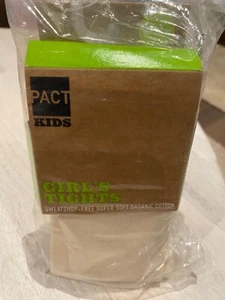 PACT
KIDS
GIRL'S
TIGHTS
SWEATSHOP-FREE SUPER SOFT ORGANIC COTTON